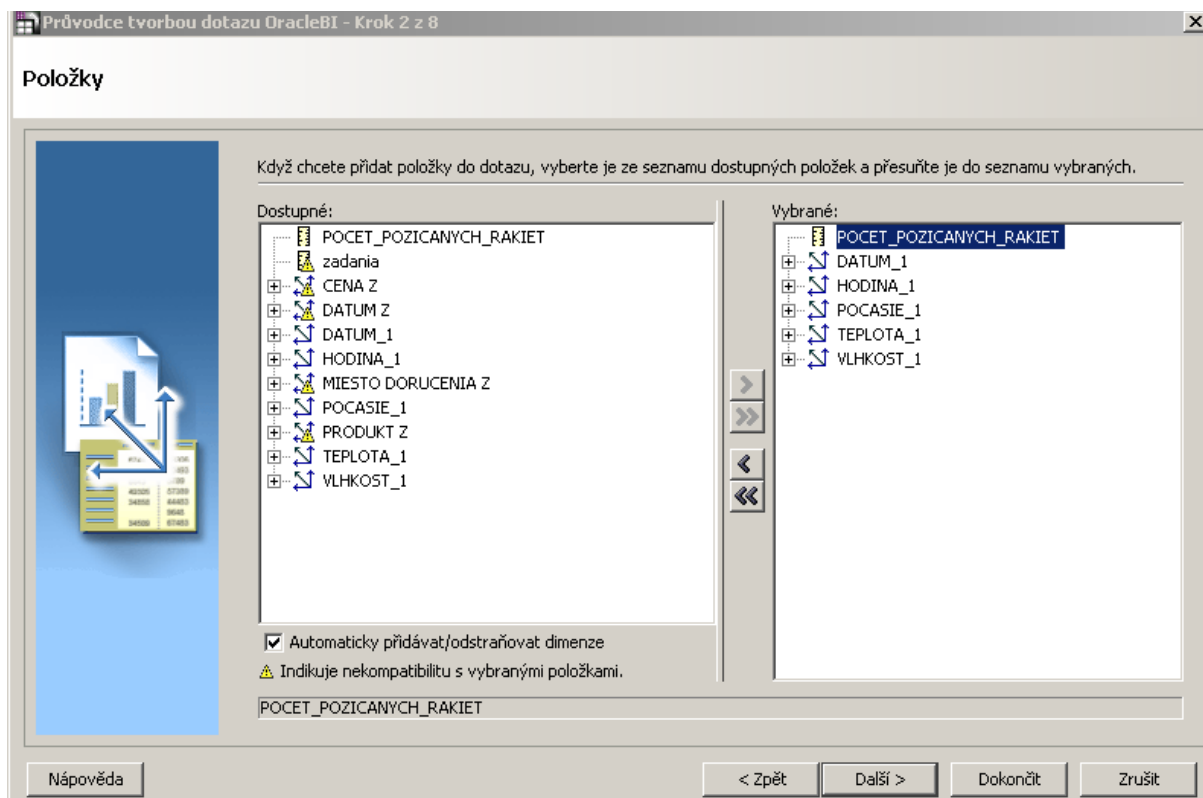 Průvodce tvorbou dotazu OracleBI - Krok 2 z 8
Položky
Když chcete přidat položky do dotazu, vyberte je ze seznamu dostupných položek a přesuňte je do seznamu vybraných.
Dostupné:
POCET_POZICANYCH_RAKIET
zadania
CENA Z
DATUM Z
DATUM_1
HODINA_1
MIESTO DORUCENIA Z
POCASIE_1
PRODUKT Z
TEPLOTA_1
VLHKOST_1
Automaticky přidávat/odstraňovat dimenze
Indikuje nekompatibilitu s vybranými položkami.
Vybrané:
POCET_POZICANYCH_RAKIET
DATUM_1
HODINA_1
POCASIE_1
TEPLOTA_1
VLHKOST_1
POCET_POZICANYCH_RAKIET
Nápověda
< Zpět
Další >
Dokončit
Zrušit